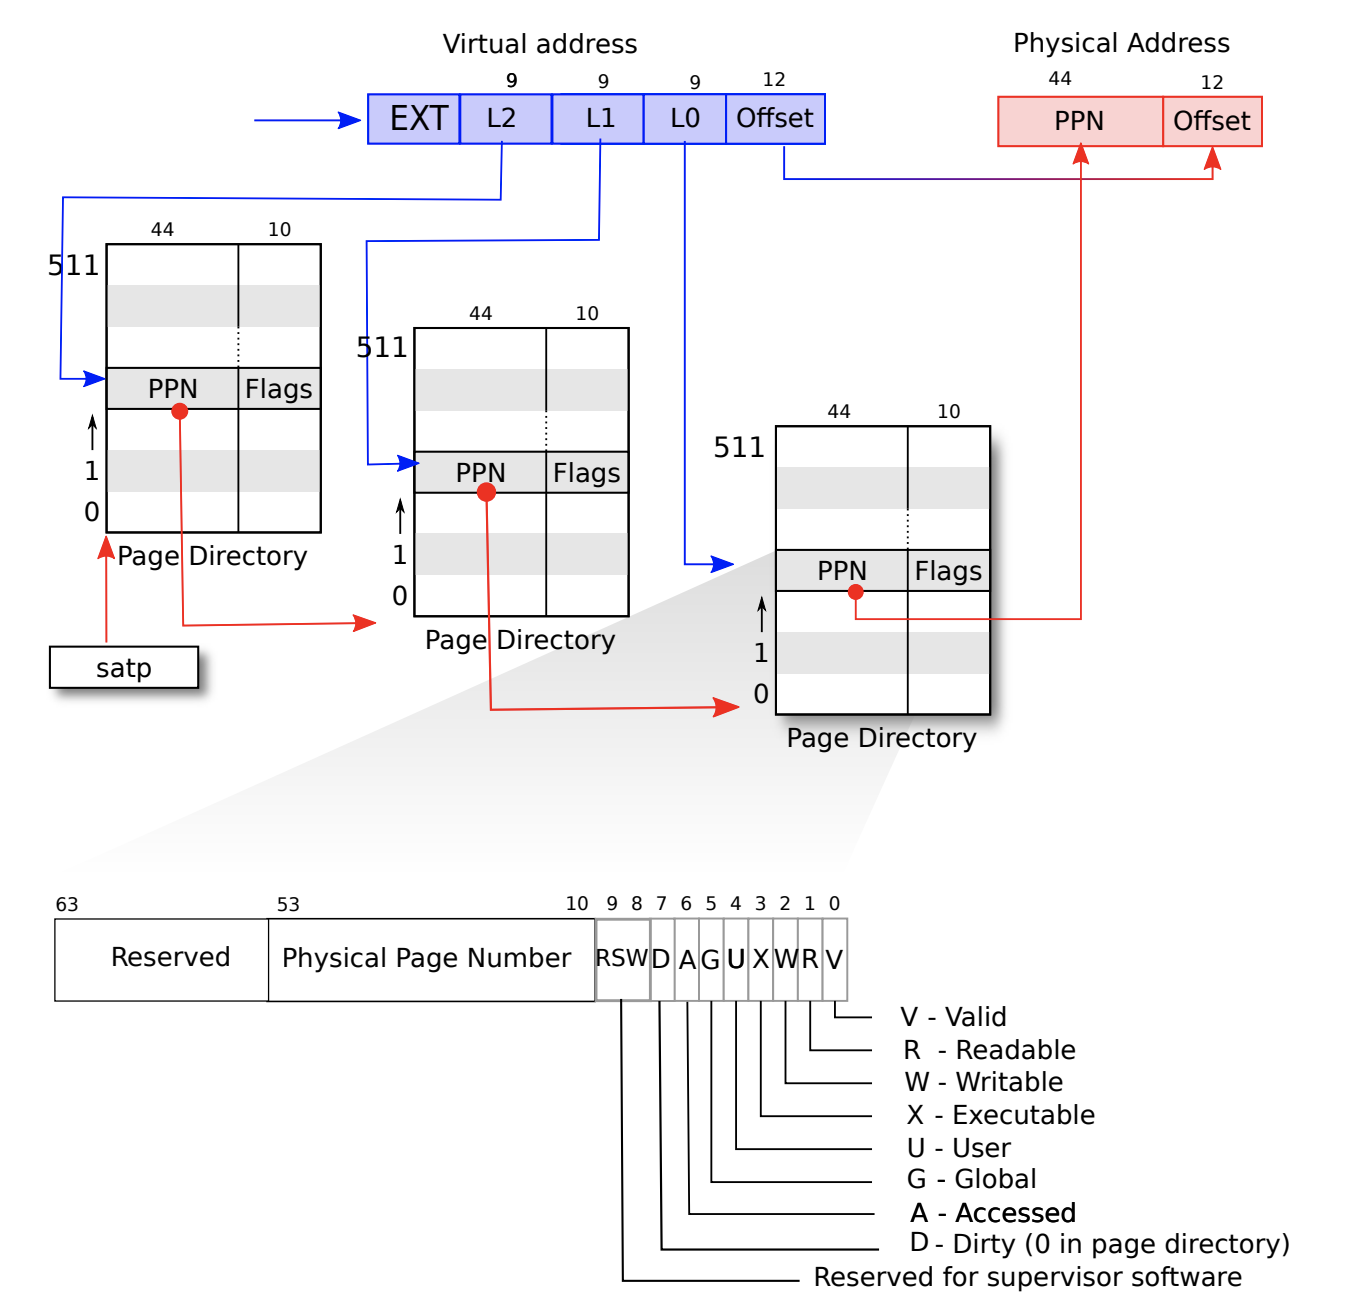 Virtual address
Physical Address
9 9 9 12
44 12
EXT L2 L1 L0 Offset
PPN Offset
44 10
511
PPN Flags
1
0
Page Directory
satp
44 10
511
PPN Flags
1
0
Page Directory
44 10
511
PPN Flags
1
0
Page Directory
63 53 10 9 8 7 6 5 4 3 2 1 0
Reserved Physical Page Number RSW D A G U X W R V
V - Valid
R - Readable
W - Writable
X - Executable
U - User
G - Global
A - Accessed
D - Dirty (0 in page directory)
Reserved for supervisor software